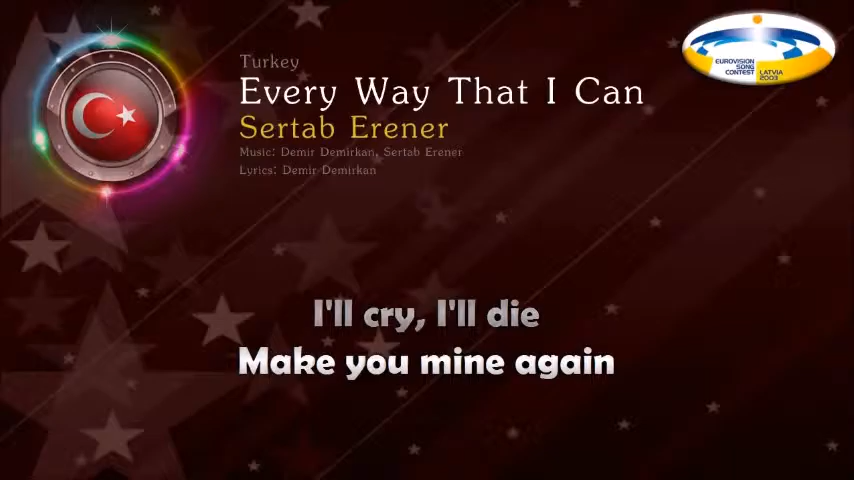 Turkey
Every Way That I Can
Sertab Erener
Music: Demir Demirkan, Sertab Erener
Lyrics: Demir Demirkan
EUROVISION
SONG
CONTEST
LATVIA
2003
I'll cry, I'll die
Make you mine again